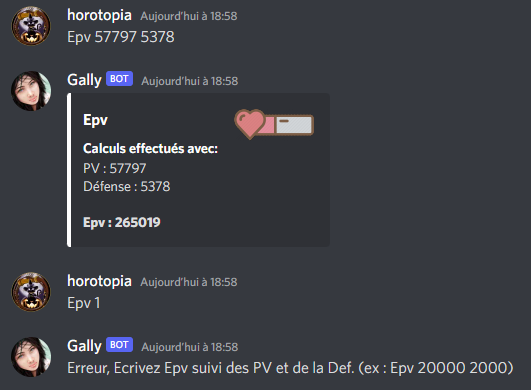 horotopia Aujourd'hui à 18:58
Epv 57797 5378
Gally BOT Aujourd'hui à 18:58
Epv
Calculs effectués avec:
PV : 57797
Défense : 5378
Epv : 265019
horotopia Aujourd'hui à 18:58
Epv 1
Gally BOT Aujourd'hui à 18:58
Erreur, Ecrivez Epv suivi des PV et de la Def. (ex : Epv 20000 2000)